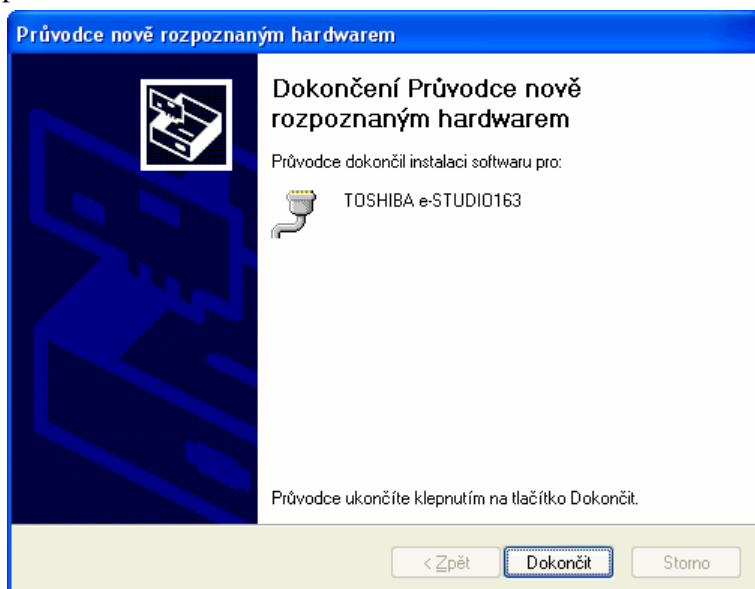 Průvodce nově rozpoznaným hardwarem
Dokončení Průvodce nově
rozpoznaným hardwarem
Průvodce dokončil instalaci softwaru pro:
TOSHIBA e-STUDIO163
Průvodce ukončíte klepnutím na tlačítko Dokončit.
< Zpět
Dokončit
Storno